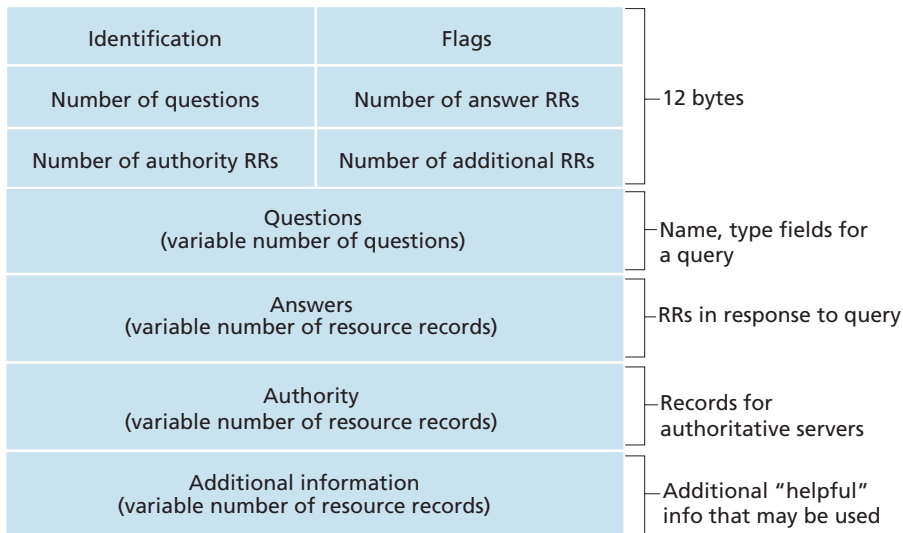 Identification
Flags
12 bytes
Number of questions
Number of answer RRs
Number of authority RRs
Number of additional RRs
Questions
(variable number of questions)
Name, type fields for
a query
Answers
(variable number of resource records)
RRs in response to query
Authority
(variable number of resource records)
Records for
authoritative servers
Additional information
(variable number of resource records)
Additional “helpful”
info that may be used